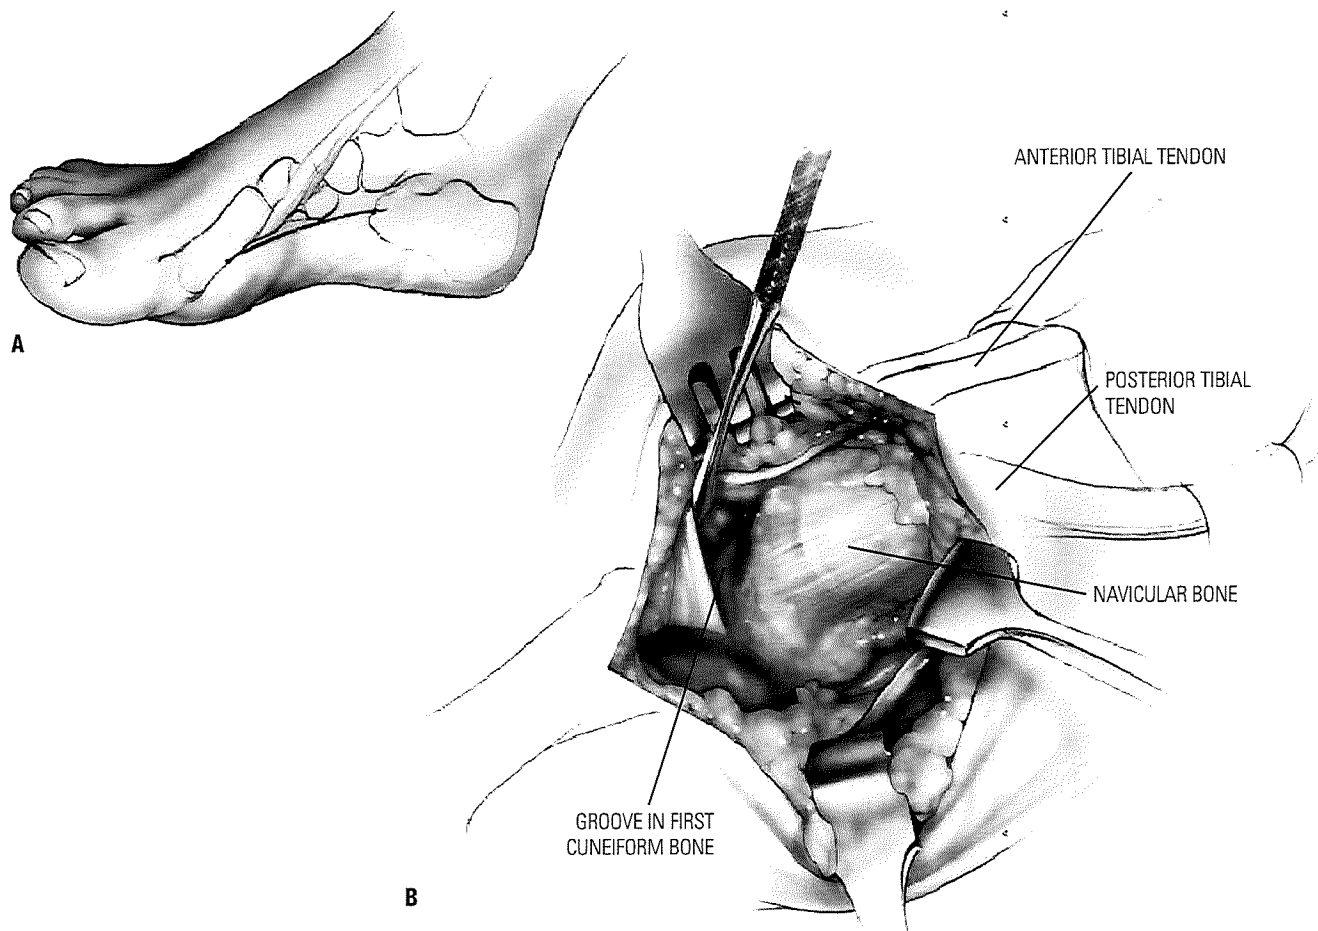 A
ANTERIOR TIBIAL TENDON
POSTERIOR TIBIAL
TENDON
NAVICULAR BONE
GROOVE IN FIRST
CUNEIFORM BONE
B